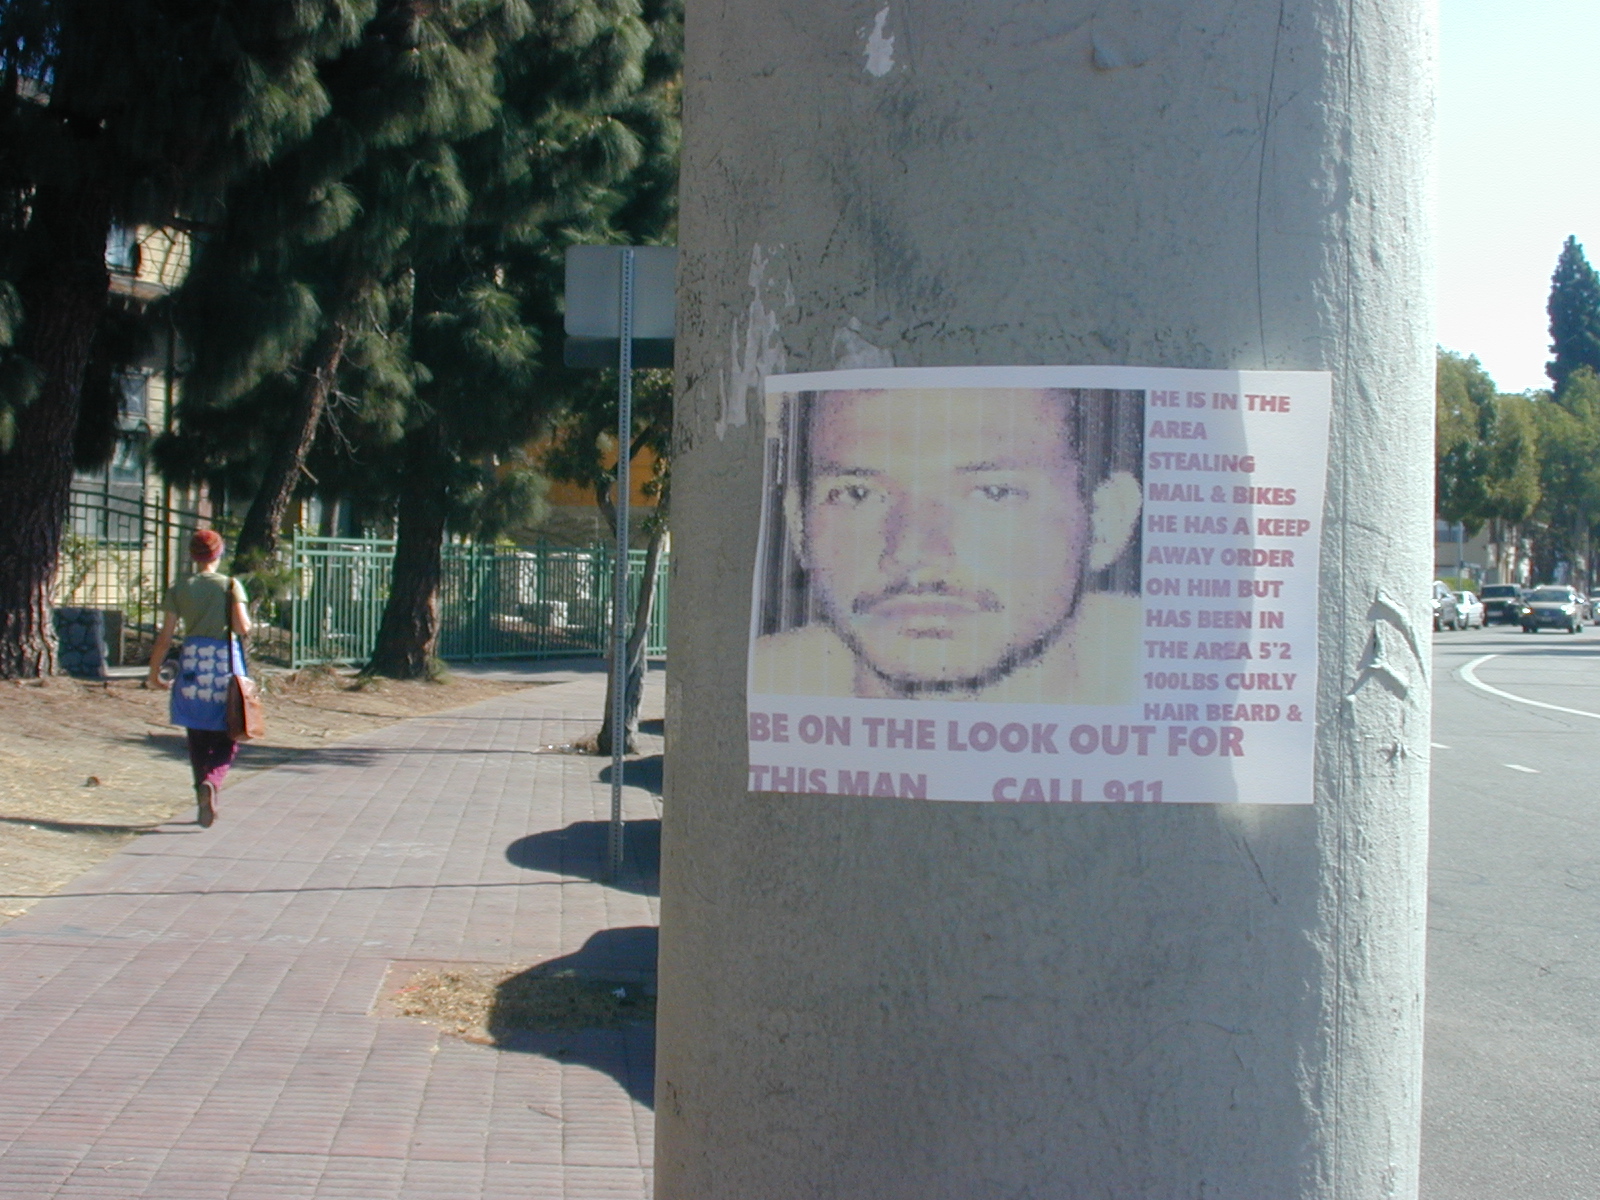 HE IS IN THE
AREA
STEALING
MAIL & BIKES
HE HAS A KEEP
AWAY ORDER
ON HIM BUT
HAS BEEN IN
THE AREA 5'2
100LBS CURLY
HAIR BEARD &
BE ON THE LOOK OUT FOR
THIS MAN CALL 911